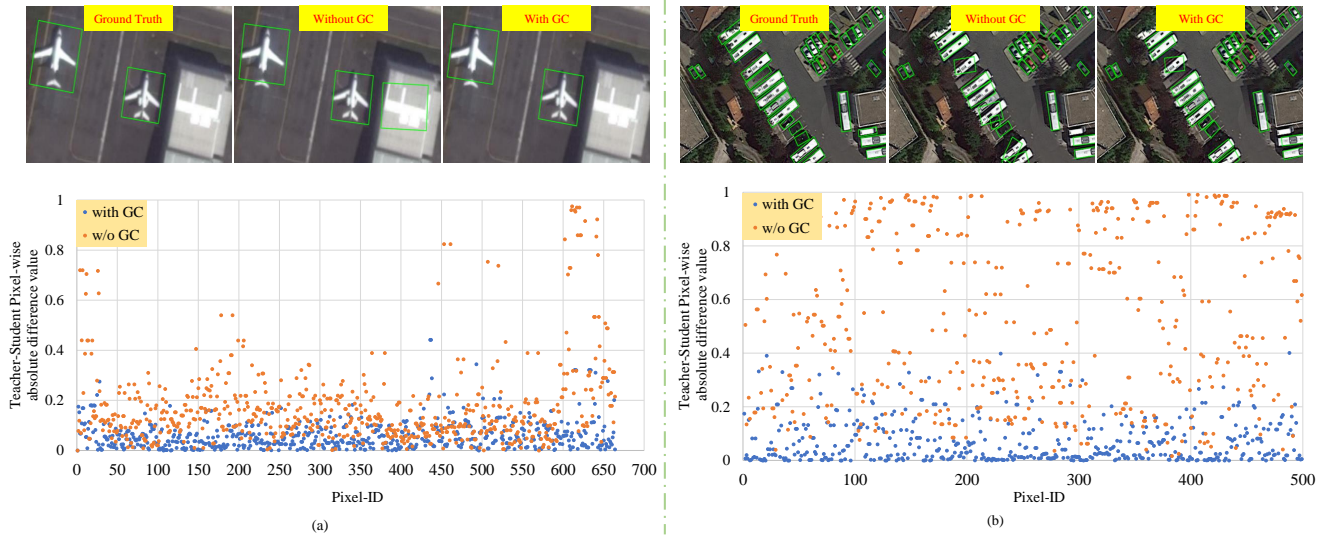 Ground Truth
Without GC
With GC
1
0.8
0.6
0.4
0.2
0
with GC
w/o GC
Teacher-Student Pixel-wise
absolute difference value
0 50 100 150 200 250 300 350 400 450 500 550 600 650 700
Pixel-ID
(a)
Ground Truth
Without GC
With GC
1
0.8
0.6
0.4
0.2
0
with GC
w/o GC
Teacher-Student Pixel-wise
absolute difference value
0 100 200 300 400 500
Pixel-ID
(b)